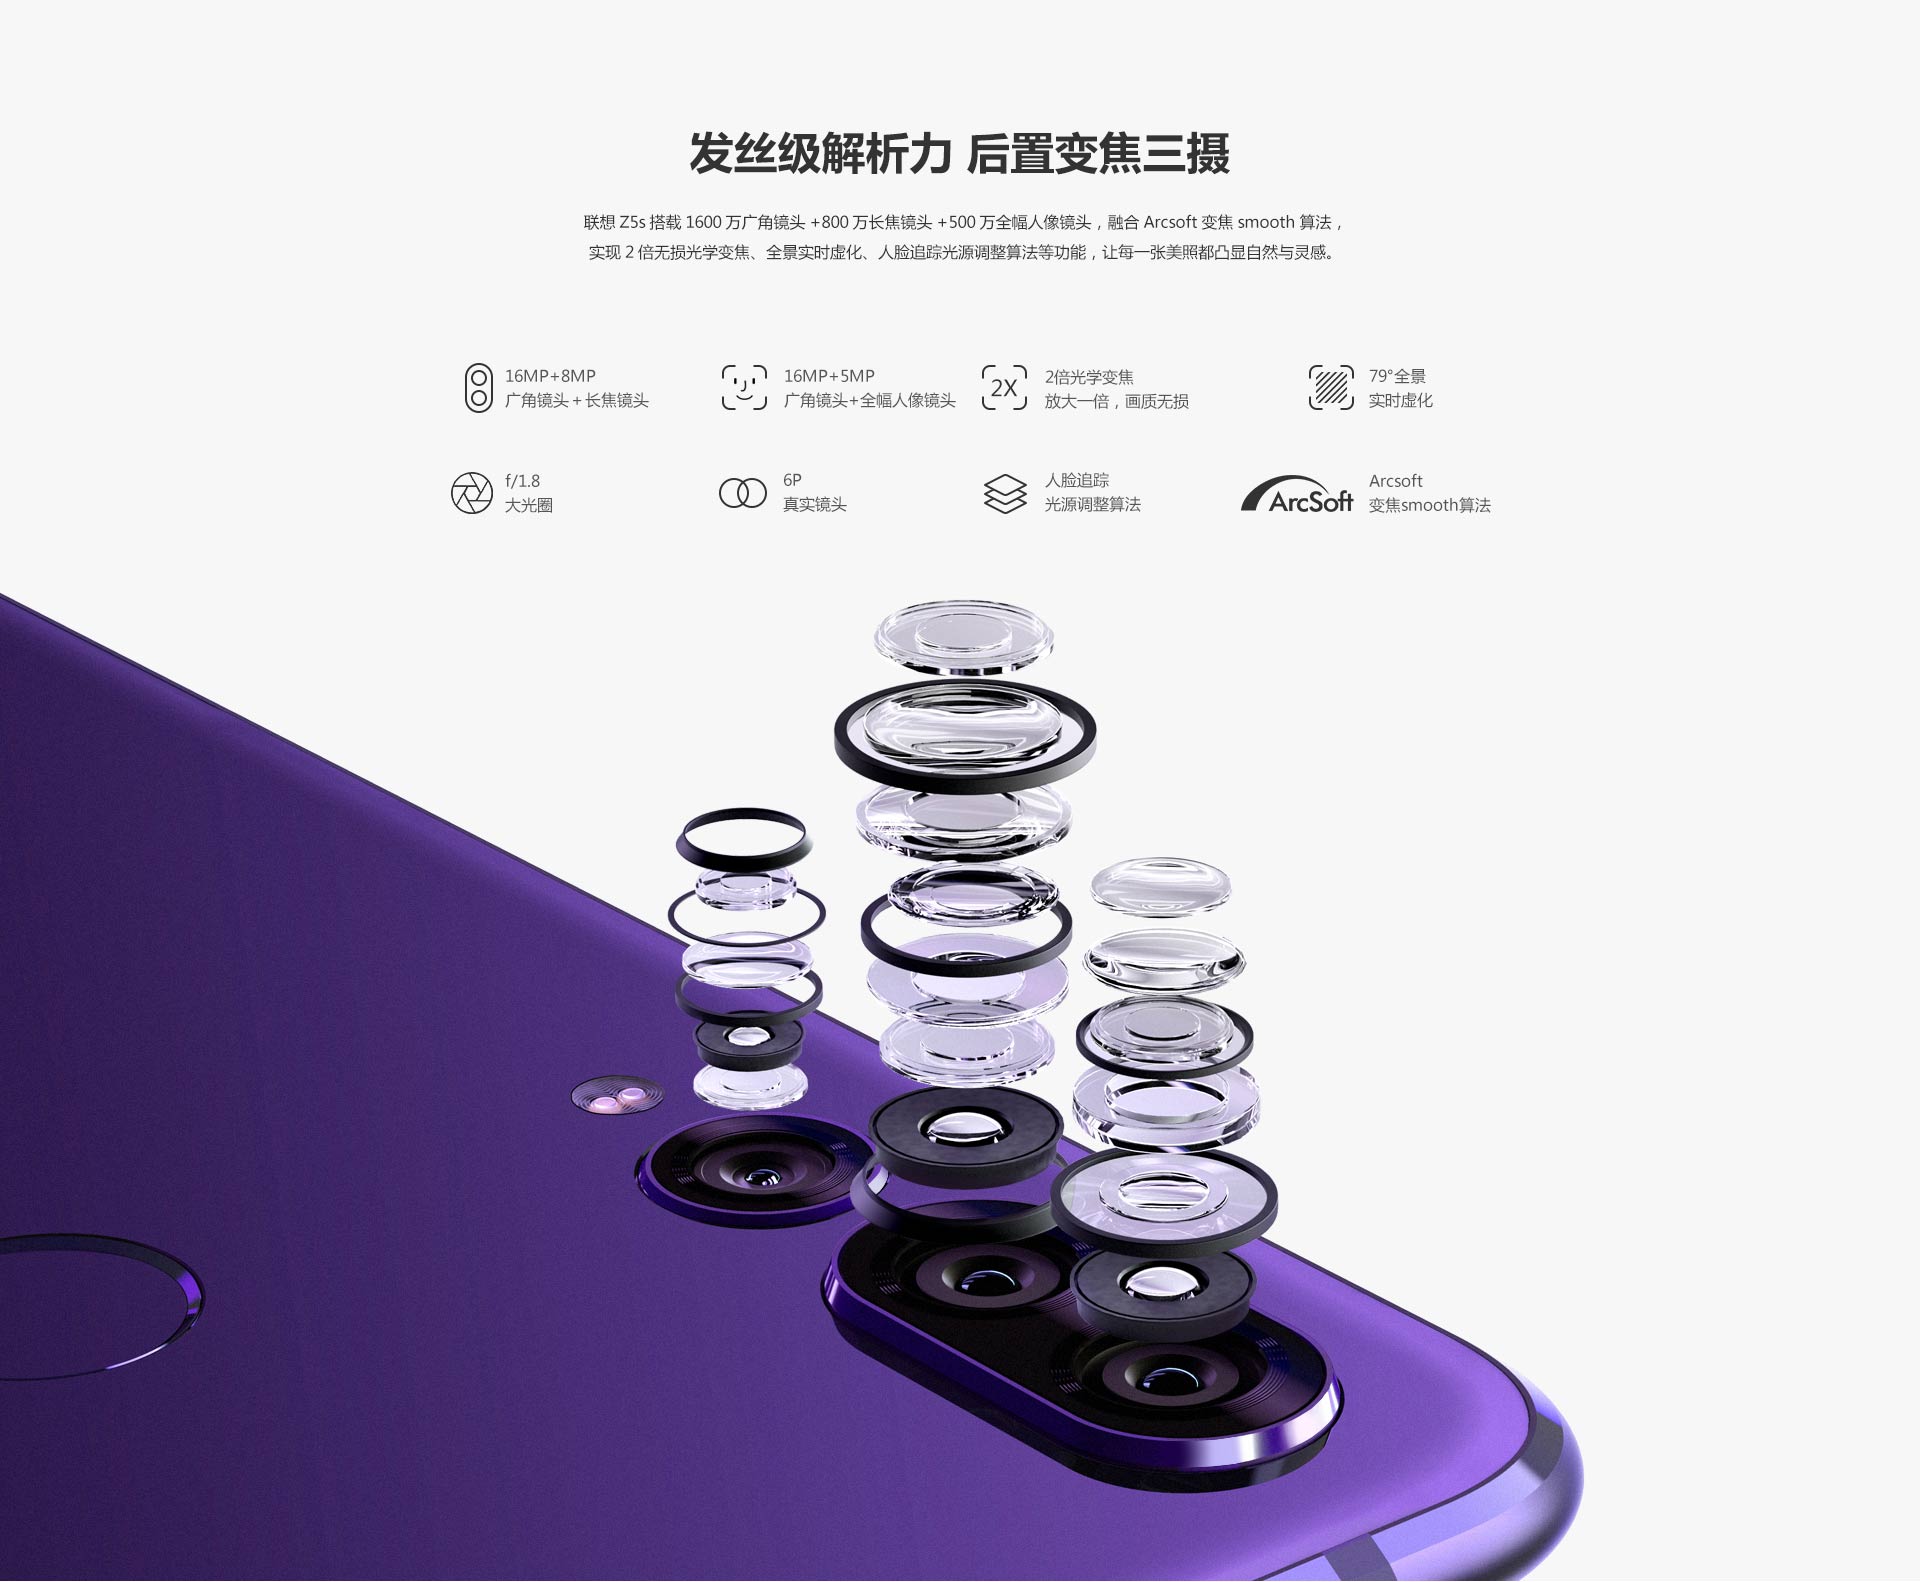 发丝级解析力 后置变焦三摄
联想 Z5s 搭载 1600 万广角镜头 +800 万长焦镜头 +500 万全幅人像镜头，融合 Arcsoft 变焦 smooth 算法，
实现 2 倍无损光学变焦、全景实时虚化、人脸追踪光源调整算法等功能，让每一张美照都凸显自然与灵感。
16MP+8MP
广角镜头＋长焦镜头
16MP+5MP
广角镜头+全幅人像镜头
2X
2倍光学变焦
放大一倍，画质无损
79°全景
实时虚化
f/1.8
大光圈
6P
真实镜头
人脸追踪
光源调整算法
ArcSoft
Arcsoft
变焦smooth算法